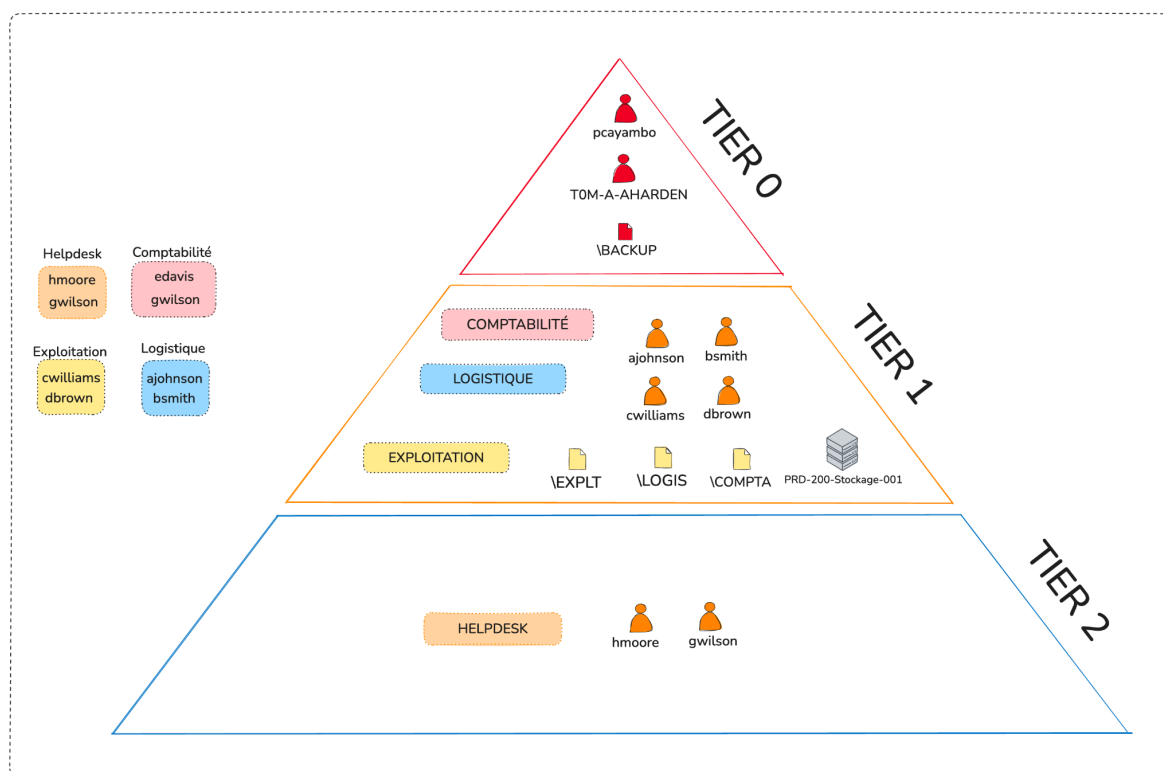 TIER 0
pcayambo
T0M-A-AHARDEN
\BACKUP
Helpdesk
hmoore
gwilson
Comptabilité
edavis
gwilson
Exploitation
cwilliams
dbrown
Logistique
ajohnson
bsmith
TIER 1
COMPTABILITÉ
ajohnson
bsmith
LOGISTIQUE
cwilliams
dbrown
EXPLOITATION
\EXPLT
\LOGIS
\COMPTA
PRD-200-Stockage-001
TIER 2
HELPDESK
hmoore
gwilson